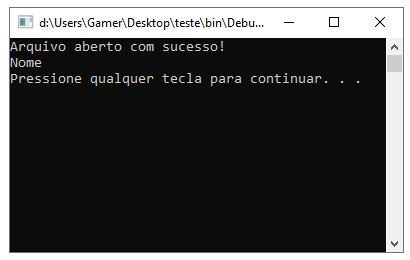 d:\Users\Gamer\Desktop\teste\bin\Debu...
Arquivo aberto com sucesso!
Nome
Pressione qualquer tecla para continuar. . .